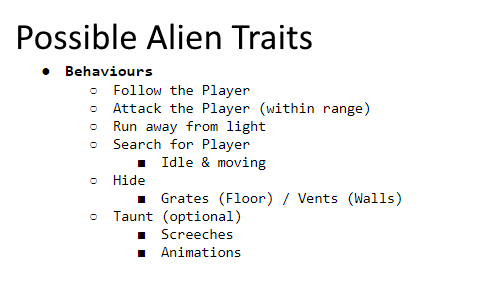 Possible Alien Traits
● Behaviours
○ Follow the Player
○ Attack the Player (within range)
○ Run away from light
○ Search for Player
■ Idle & moving
○ Hide
■ Grates (Floor) / Vents (Walls)
○ Taunt (optional)
■ Screeches
■ Animations